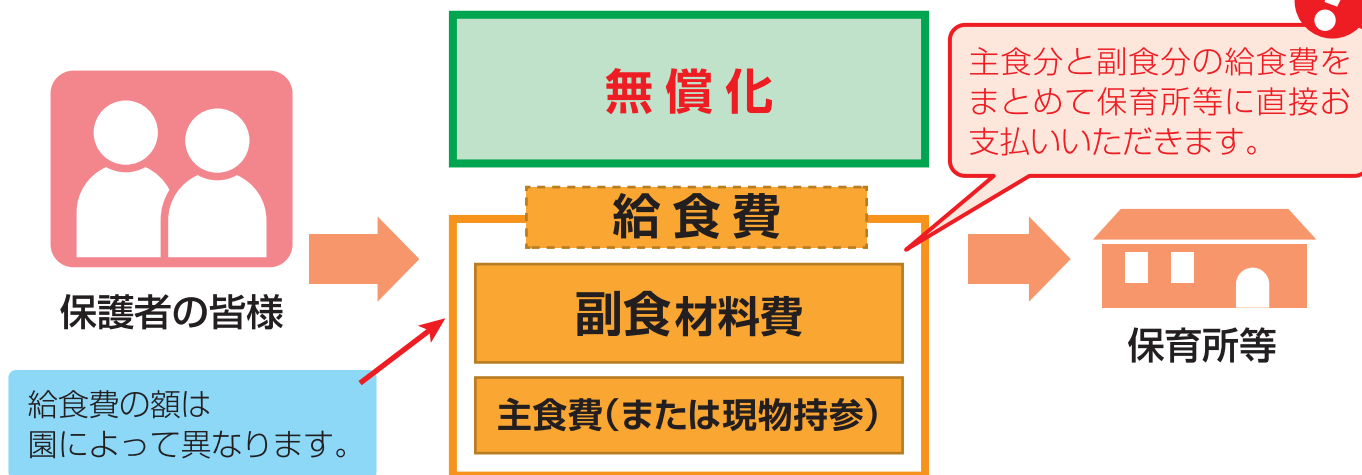 無償化
主食分と副食分の給食費を
まとめて保育所等に直接お
支払いいただきます。
給食費
副食材料費
主食費（または現物持参）
保護者の皆様
保育所等
給食費の額は
園によって異なります。